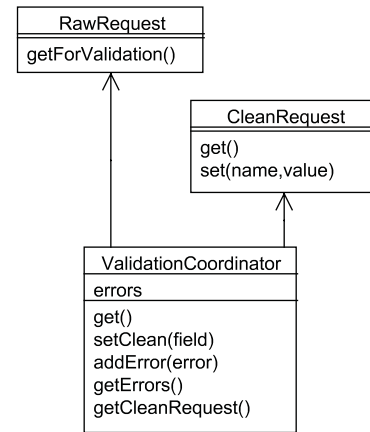 RawRequest
getForValidation()
CleanRequest
get()
set(name,value)
ValidationCoordinator
errors
get()
setClean(field)
addError(error)
getErrors()
getCleanRequest()